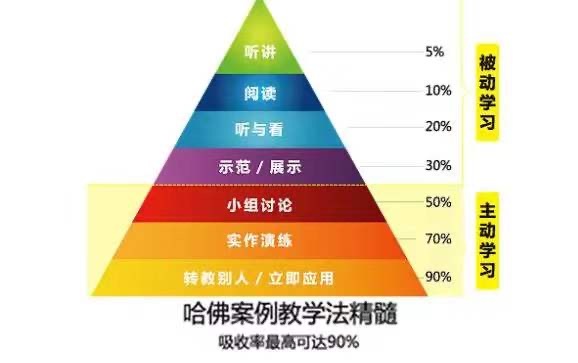 听讲 5%
阅读 10%
听与看 20%
示范 / 展示 30%
被动学习
小组讨论 50%
实作演练 70%
转教别人 / 立即应用 90%
主动学习
哈佛案例教学法精髓
吸收率最高可达90%